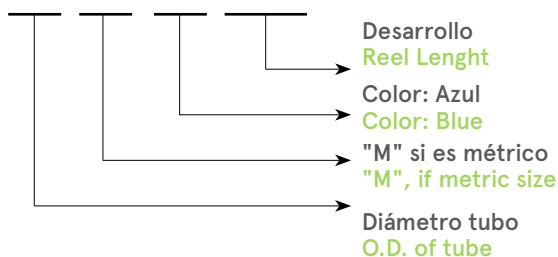 Desarrollo
Reel Lenght
Color: Azul
Color: Blue
"M" si es métrico
"M", if metric size
Diámetro tubo
O.D. of tube